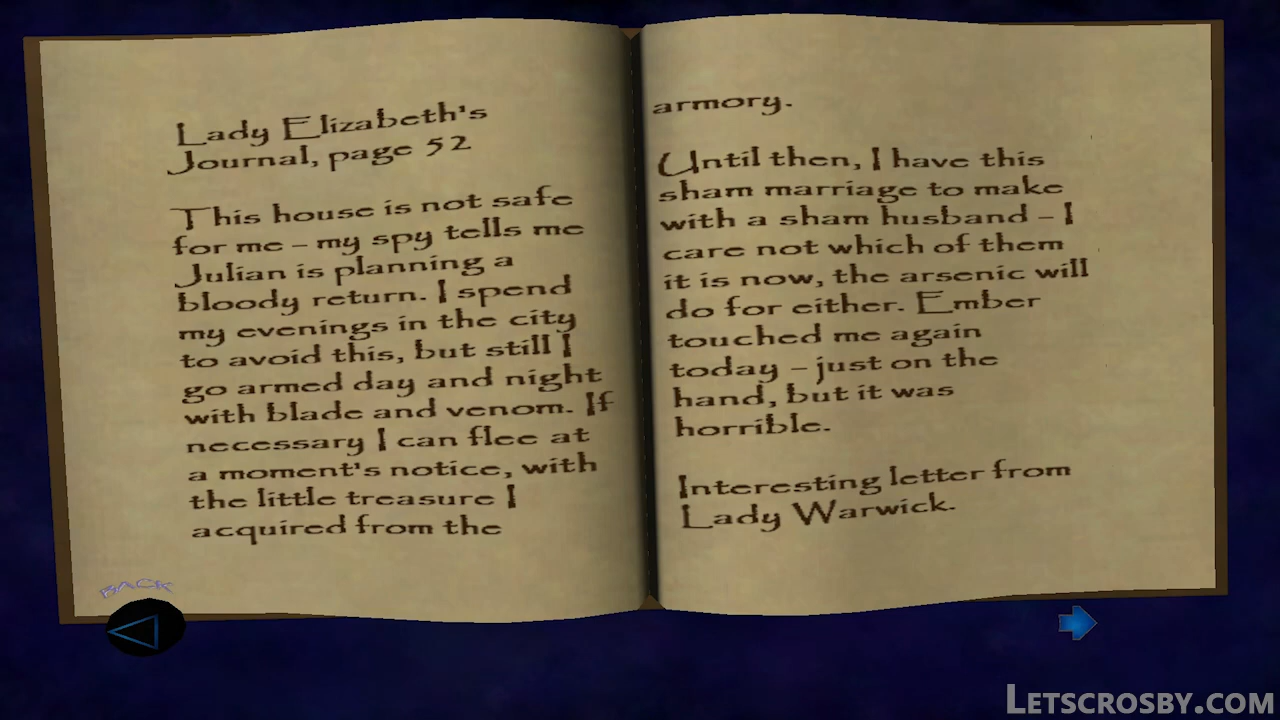 Lady Elizabeth's
Journal, page 52
This house is not safe
for me – my spy tells me
Julian is planning a
bloody return. I spend
my evenings in the city
to avoid this, but still I
go armed day and night
with blade and venom. If
necessary I can flee at
a moment's notice, with
the little treasure I
acquired from the
armory.
Until then, I have this
sham marriage to make
with a sham husband – I
care not which of them
it is now, the arsenic will
do for either. Ember
touched me again
today – just on the
hand, but it was
horrible.
Interesting letter from
Lady Warwick.
BACK
LETSCROSBY.COM